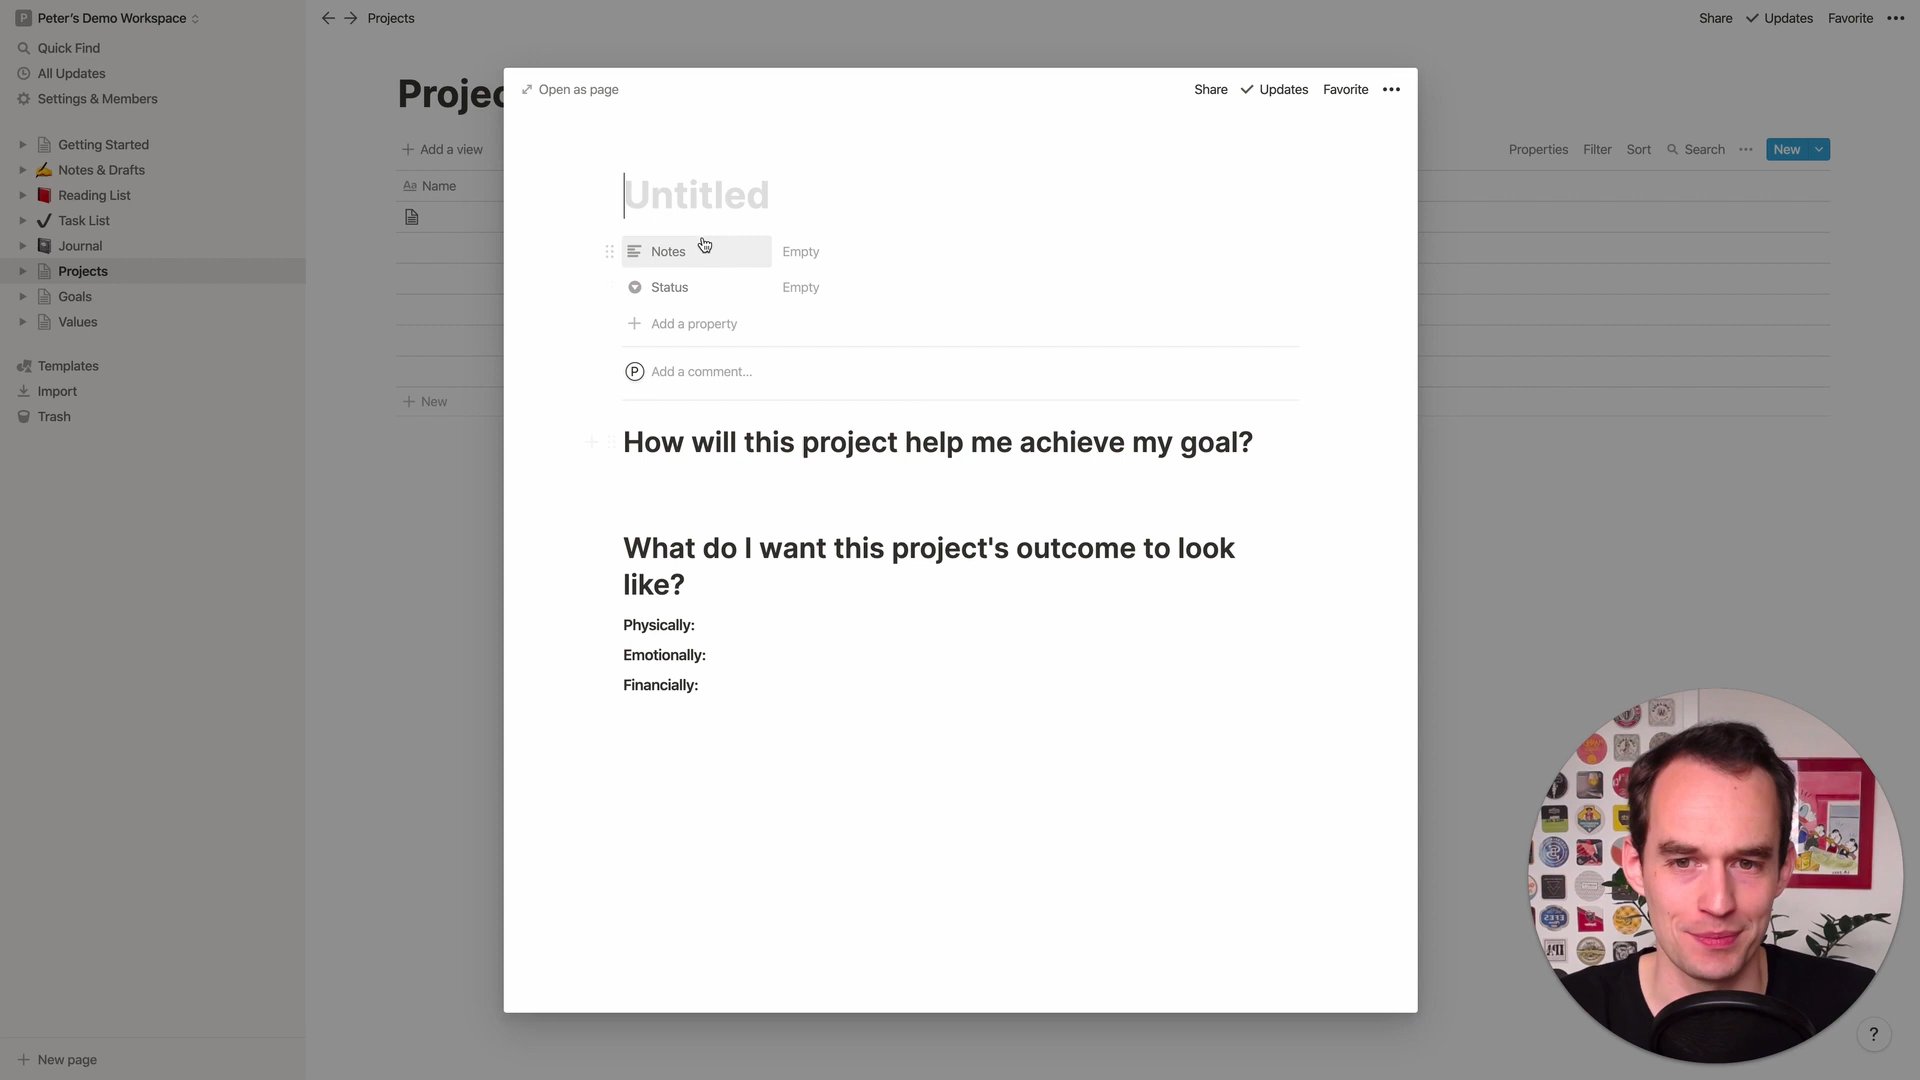 P Peter's Demo Workspace
Quick Find
All Updates
Settings & Members
Getting Started
Notes & Drafts
Reading List
Task List
Journal
Projects
Goals
Values
Templates
Import
Trash
New page
Projects
Share Updates Favorite
Projec
Add a view
Properties Filter Sort Search New
Aa Name
New
Open as page
Share Updates Favorite
Untitled
Notes Empty
Status Empty
Add a property
P Add a comment...
How will this project help me achieve my goal?
What do I want this project's outcome to look
like?
Physically:
Emotionally:
Financially:
EFES
IPA
?